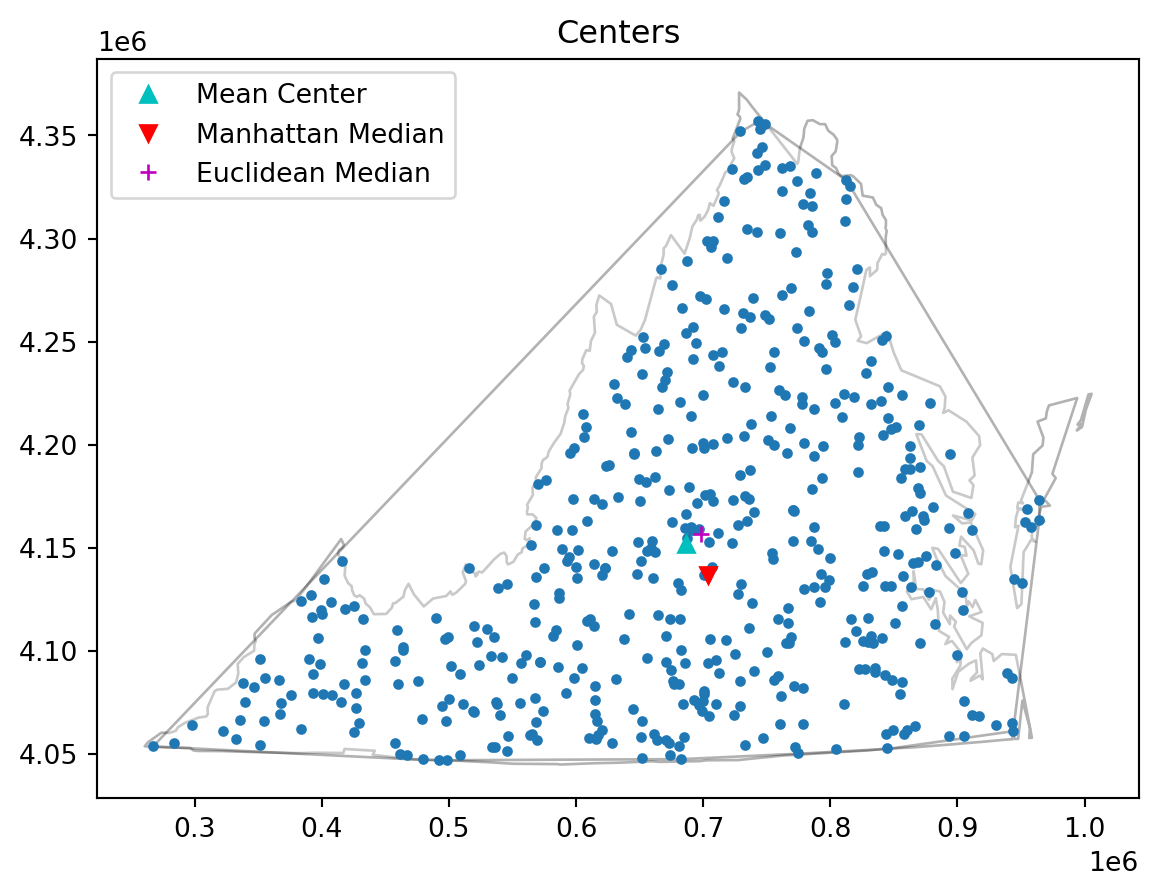 Centers
1e6
Mean Center
Manhattan Median
Euclidean Median
4.35
4.30
4.25
4.20
4.15
4.10
4.05
0.3 0.4 0.5 0.6 0.7 0.8 0.9 1.0
1e6